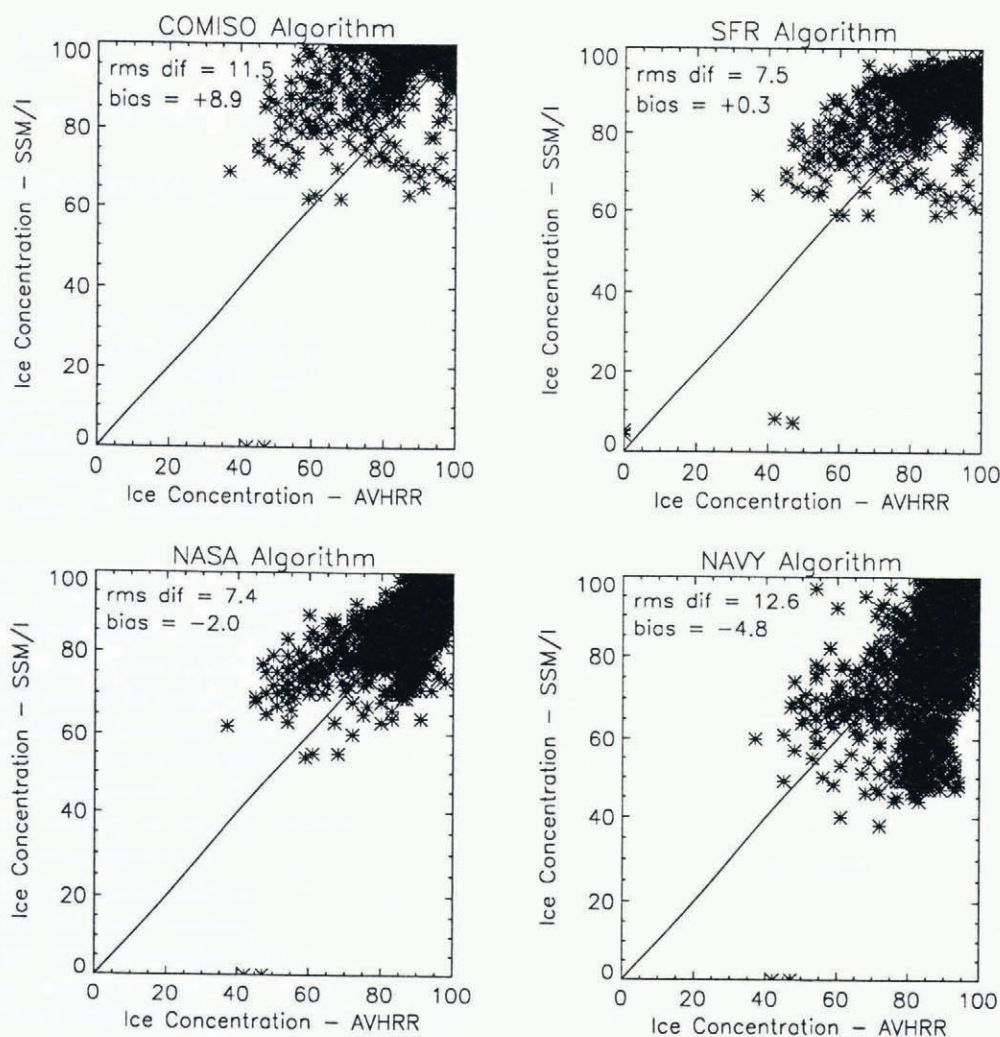 COMISO Algorithm
rms dif = 11.5
bias = +8.9
Ice Concentration – SSM/I
100
80
60
40
20
0
0 20 40 60 80 100
Ice Concentration – AVHRR
SFR Algorithm
rms dif = 7.5
bias = +0.3
Ice Concentration – SSM/I
100
80
60
40
20
0
0 20 40 60 80 100
Ice Concentration – AVHRR
NASA Algorithm
rms dif = 7.4
bias = –2.0
Ice Concentration – SSM/I
100
80
60
40
20
0
0 20 40 60 80 100
Ice Concentration – AVHRR
NAVY Algorithm
rms dif = 12.6
bias = –4.8
Ice Concentration – SSM/I
100
80
60
40
20
0
0 20 40 60 80 100
Ice Concentration – AVHRR